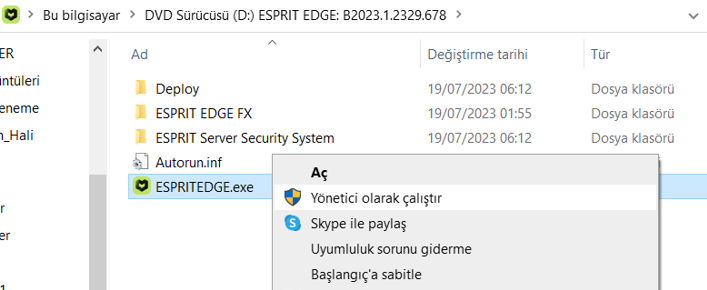 Bu bilgisayar > DVD Sürücüsü (D:) ESPRIT EDGE: B2023.1.2329.678 >
Ad Değiştirme tarihi Tür
ER
üntüleri
eneme
n_Hali
r
er
1
Deploy 19/07/2023 06:12 Dosya klasörü
ESPRIT EDGE FX 19/07/2023 01:55 Dosya klasörü
ESPRIT Server Security System 19/07/2023 06:12 Dosya klasörü
Autorun.inf
ESPRITEDGE.exe
Aç
Yönetici olarak çalıştır
Skype ile paylaş
Uyumluluk sorunu giderme
Başlangıç'a sabitle